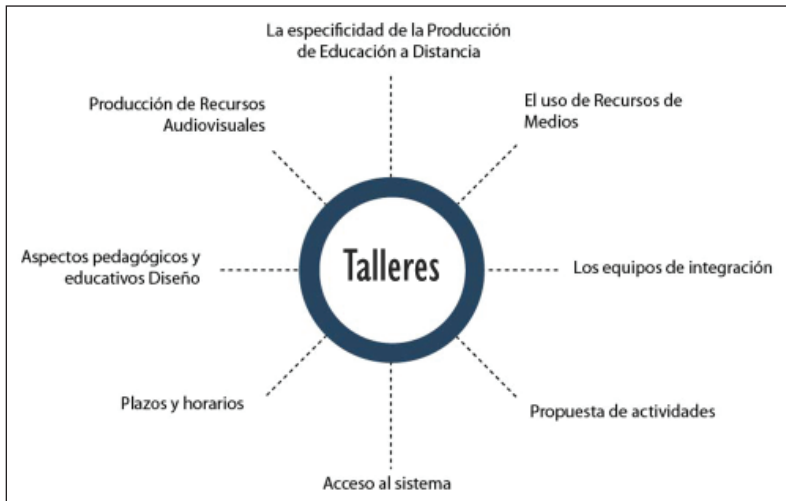 La especificidad de la Producción
de Educación a Distancia
El uso de Recursos de
Medios
Producción de Recursos
Audiovisuales
Talleres
Aspectos pedagógicos y
educativos Diseño
Los equipos de integración
Plazos y horarios
Propuesta de actividades
Acceso al sistema